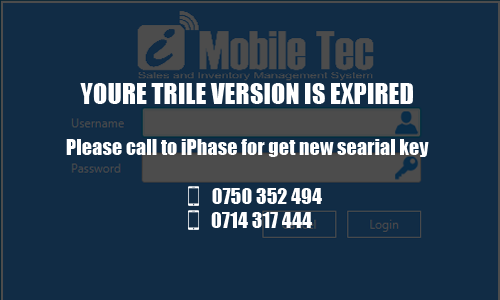 i Mobile Tec
Sales and Inventory Management System
YOURE TRILE VERSION IS EXPIRED
Username
Please call to iPhase for get new searial key
Password
0750 352 494
0714 317 444
Login